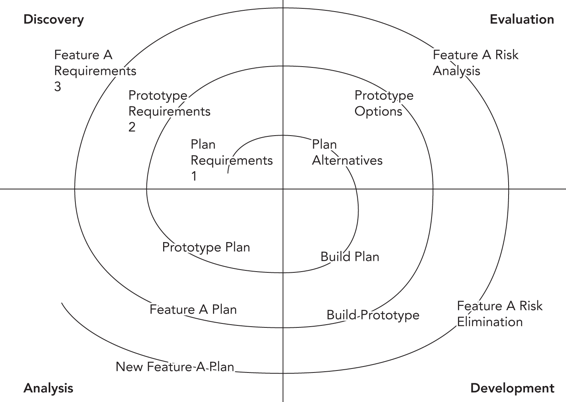 Discovery
Evaluation
Feature A
Requirements
3
Feature A Risk
Analysis
Prototype
Requirements
2
Prototype
Options
Plan
Requirements
1
Plan
Alternatives
Prototype Plan
Build Plan
Feature A Plan
Build Prototype
Feature A Risk
Elimination
New Feature A Plan
Analysis
Development